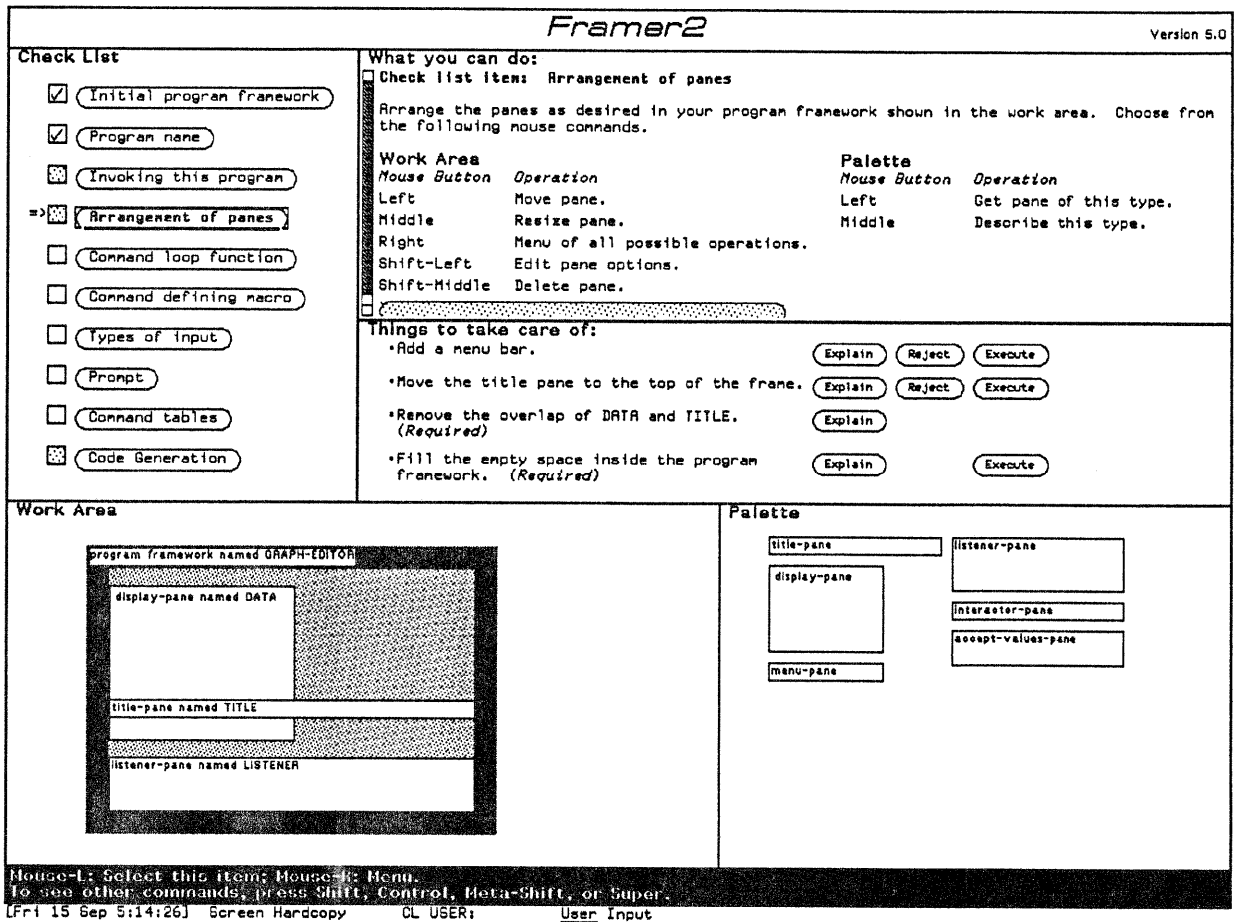 Framer2
Version 5.0
Check List
Initial program framework
Program name
Invoking this program
=> Arrangement of panes
Command loop function
Command defining macro
Types of input
Prompt
Command tables
Code Generation
What you can do:
Check list item: Arrangement of panes
Arrange the panes as desired in your program framework shown in the work area. Choose from
the following mouse commands.
Work Area
Mouse Button Operation
Left Move pane.
Middle Resize pane.
Right Menu of all possible operations.
Shift-Left Edit pane options.
Shift-Middle Delete pane.
Palette
Mouse Button Operation
Left Get pane of this type.
Middle Describe this type.
Things to take care of:
•Add a menu bar. Explain Reject Execute
•Move the title pane to the top of the frame. Explain Reject Execute
•Remove the overlap of DATA and TITLE. Explain
(Required)
•Fill the empty space inside the program Explain Execute
framework. (Required)
Work Area
program framework named GRAPH-EDITOR
display-pane named DATA
title-pane named TITLE
listener-pane named LISTENER
Palette
title-pane
display-pane
menu-pane
listener-pane
interactor-pane
accept-values-pane
Mouse-L: Select this item; Mouse-R: Menu.
To see other commands, press Shift, Control, Meta-Shift, or Super.
[Fri 15 Sep 5:14:26] Screen Hardcopy CL USER: User Input